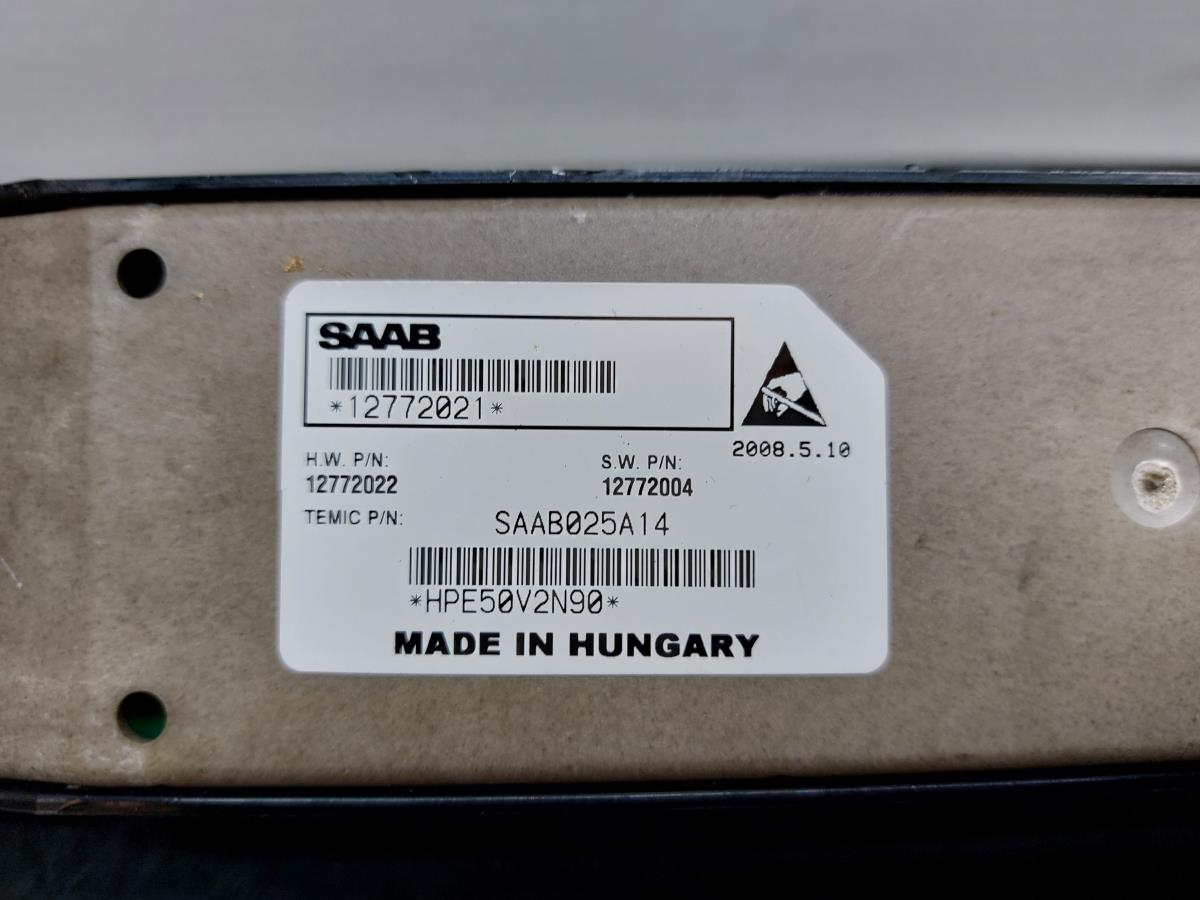 SAAB
*12772021*
2008.5.10
H.W. P/N: S.W. P/N:
12772022 12772004
TEMIC P/N: SAAB025A14
*HPE50V2N90*
MADE IN HUNGARY